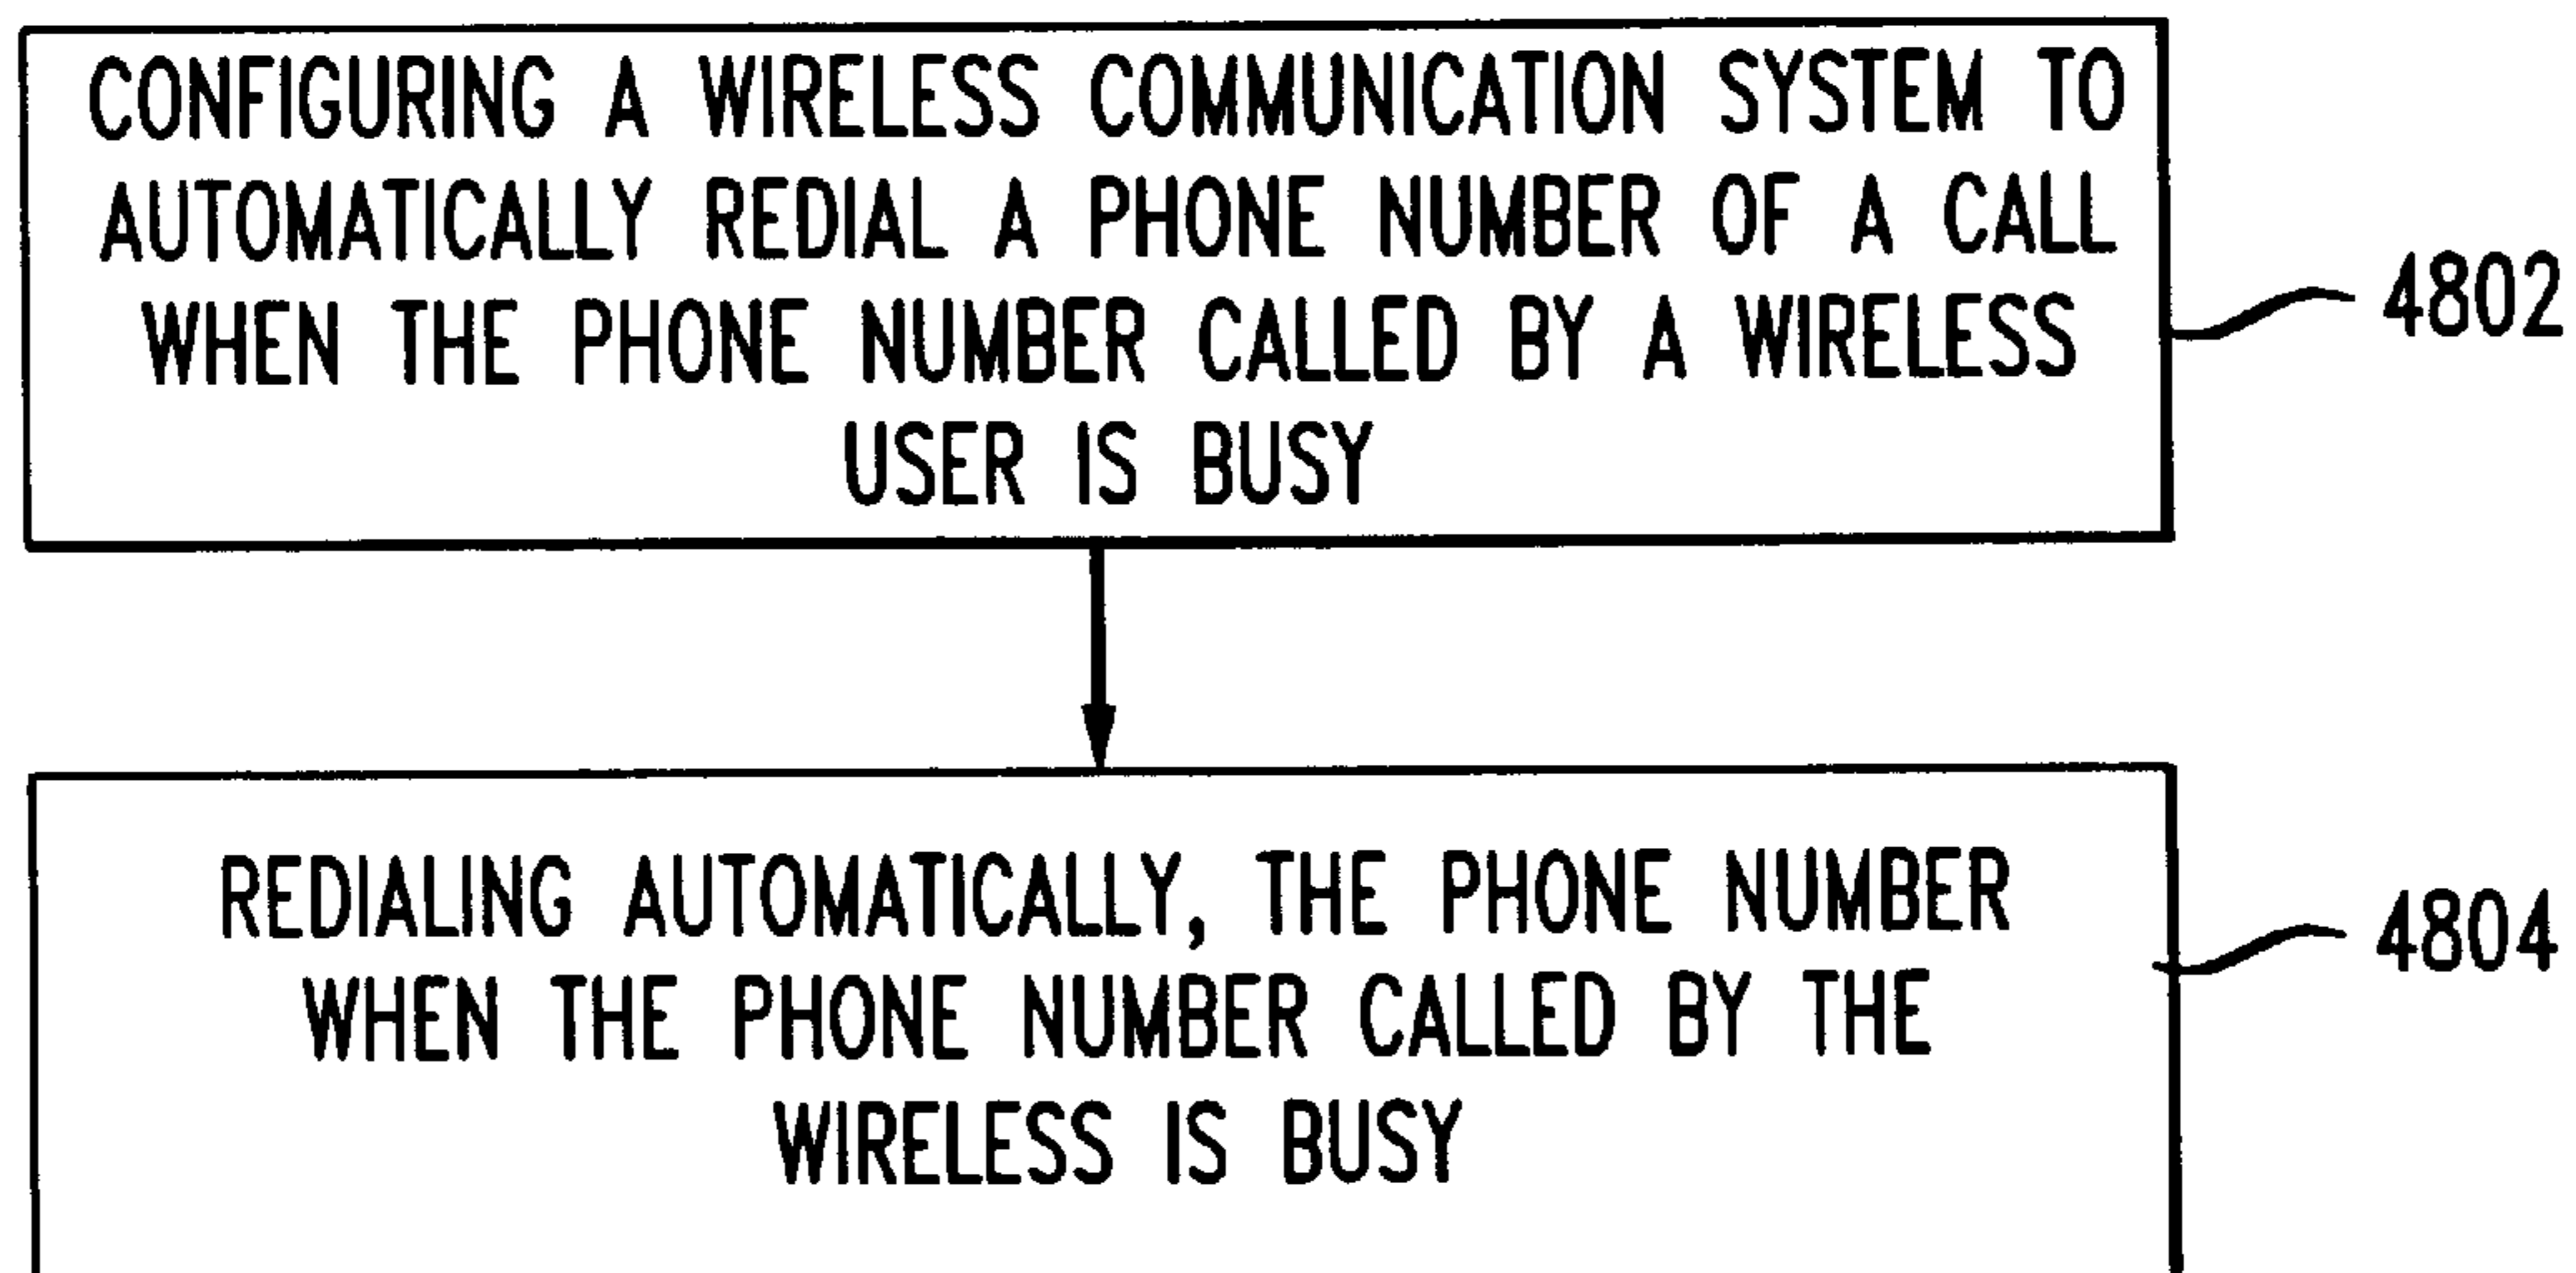 CONFIGURING A WIRELESS COMMUNICATION SYSTEM TO
AUTOMATICALLY REDIAL A PHONE NUMBER OF A CALL
WHEN THE PHONE NUMBER CALLED BY A WIRELESS
USER IS BUSY
4802
REDIALING AUTOMATICALLY, THE PHONE NUMBER
WHEN THE PHONE NUMBER CALLED BY THE
WIRELESS IS BUSY
4804